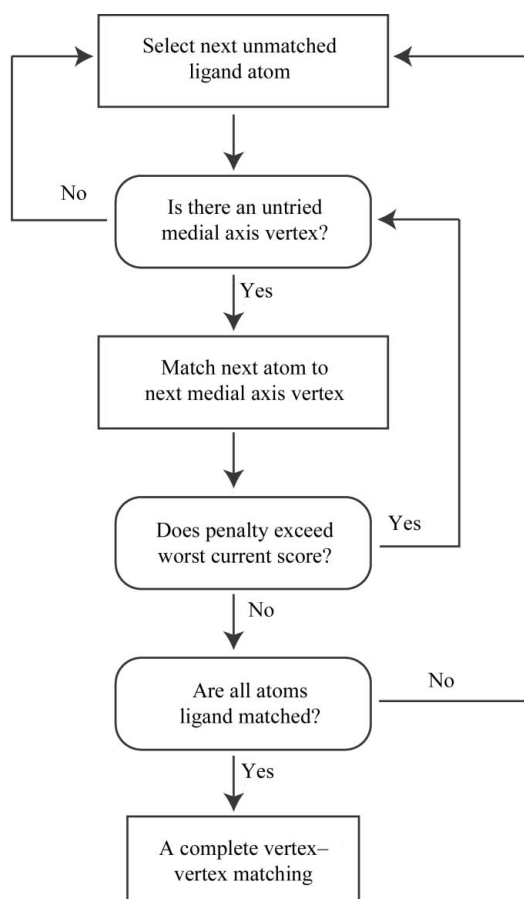 Select next unmatched
ligand atom
No
Is there an untried
medial axis vertex?
Yes
Match next atom to
next medial axis vertex
Does penalty exceed
worst current score?
Yes
No
Are all atoms
ligand matched?
No
Yes
A complete vertex–
vertex matching